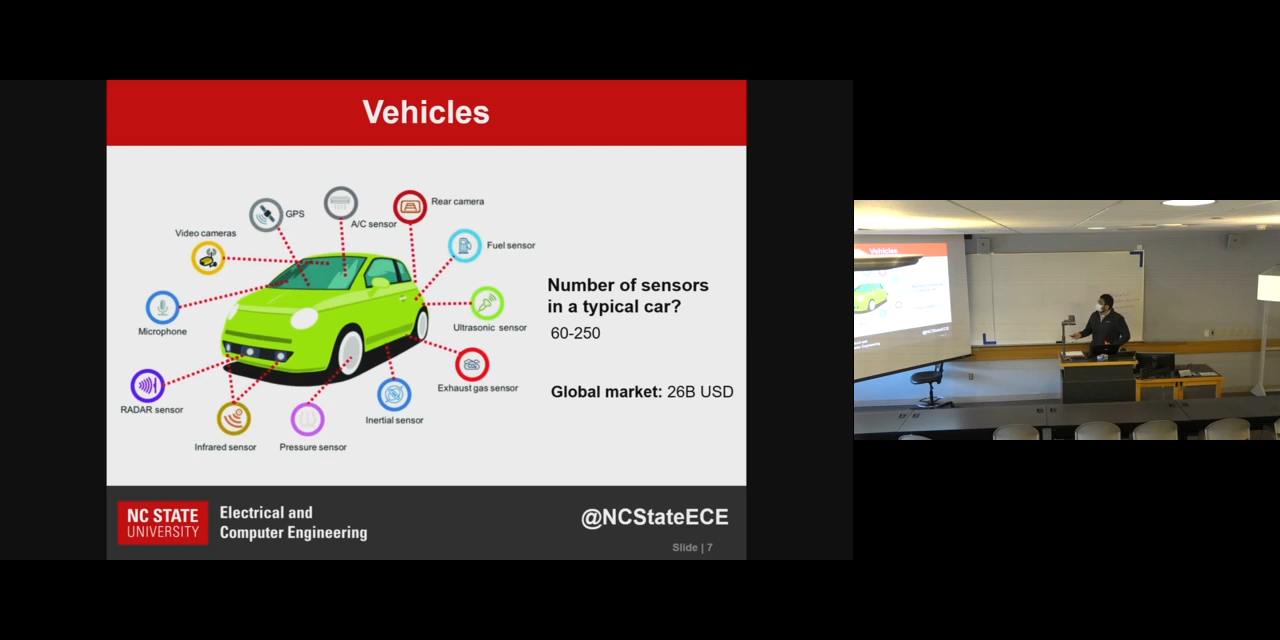 Vehicles
GPS
A/C sensor
Rear camera
Video cameras
Fuel sensor
Microphone
Ultrasonic sensor
RADAR sensor
Exhaust gas sensor
Infrared sensor
Pressure sensor
Inertial sensor
Number of sensors
in a typical car?
60-250
Global market: 26B USD
NC STATE
UNIVERSITY
Electrical and
Computer Engineering
@NCStateECE
Slide | 7
Vehicles
@NCStateECE